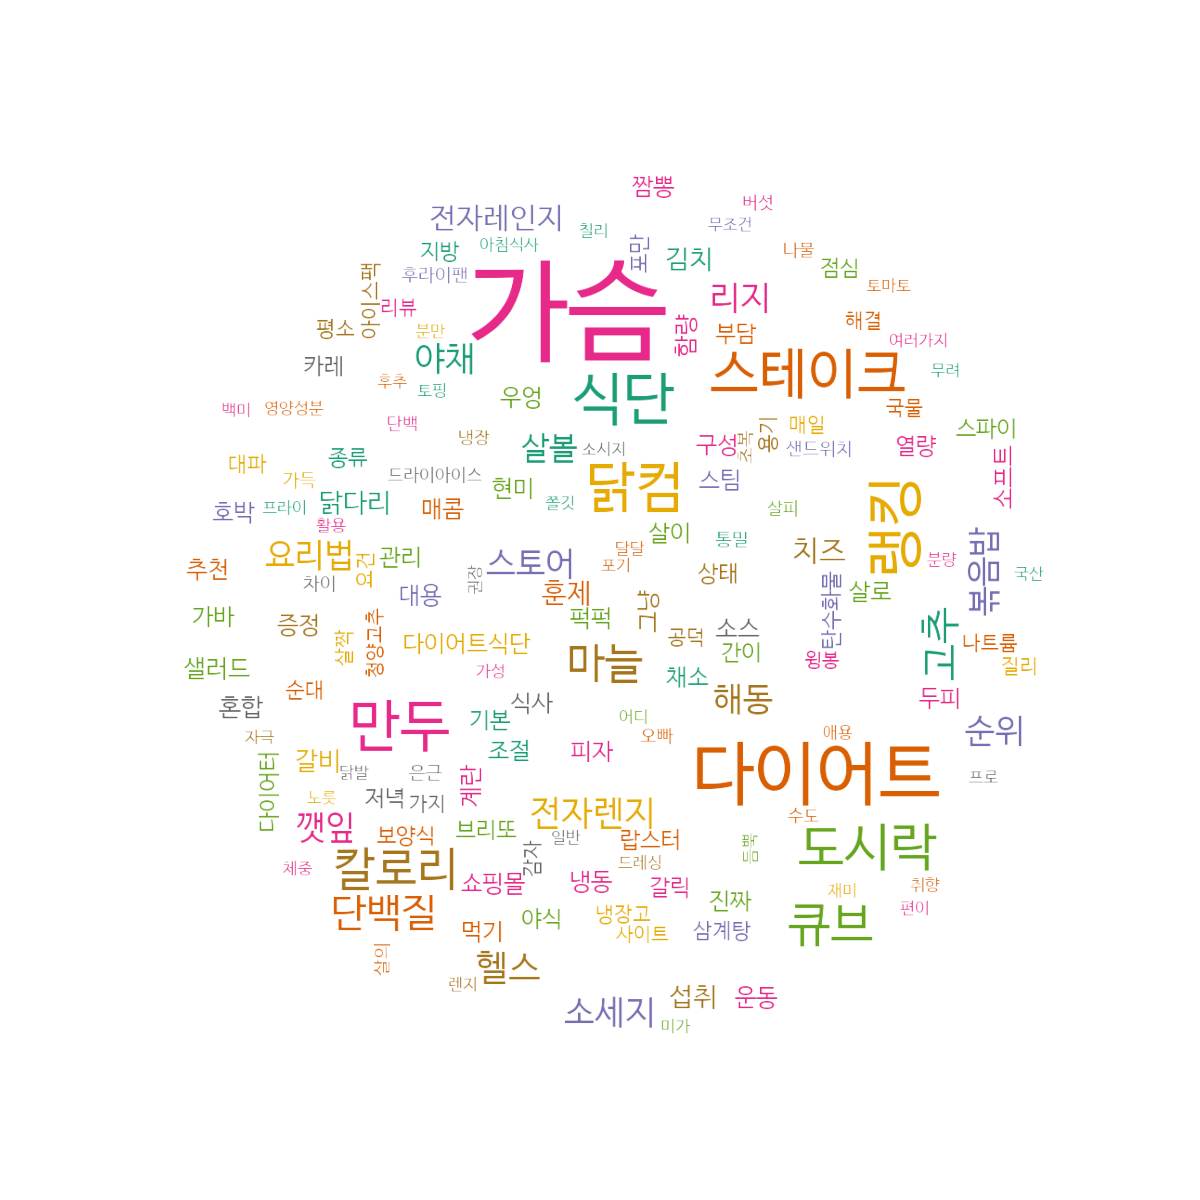 짬뽕
버섯
전자레인지
무조건
칠리
지방
아침식사
포만
김치
나물
점심
후라이팬
아이스팩
리뷰
가슴
리지
토마토
평소
분만
함량
부담
해결
여러가지
카레
야채
스테이크
무려
후추
토핑
우엉
식단
국물
백미
영양성분
단백
냉장
살볼
소시지
구성
초복
용기
매일
샌드위치
열량
스파이
대파
가득
종류
드라이아이스
현미
닭컴
스팀
랭킹
소프트
호박
프라이
닭다리
매콤
쫄깃
살피
활용
살이
통밀
요리법
요건
관리
스토어
달달
포기
치즈
분량
볶음밥
국산
추천
차이
대용
권장
훈제
상태
탄수화물
살로
가바
증정
살짝
청양고추
다이어트식단
퍽퍽
그냥
공덕
소스
간이
고추
나트륨
샐러드
순대
가성
마늘
채소
윙봉
질리
혼합
만두
기본
식사
어디
해동
두피
순위
자극
조절
피자
오빠
애용
다이어터
갈비
닭발
은근
다이어트
프로
노릇
저녁
가지
계란
전자렌지
수도
깻잎
보양식
브리또
일반
랍스터
듬뿍
도시락
체중
칼로리
쇼핑몰
감자
냉동
드레싱
갈릭
재미
취향
단백질
먹기
야식
냉장고
사이트
진짜
삼계탕
큐브
편이
살의
헬스
렌지
소세지
섭취
운동
미가